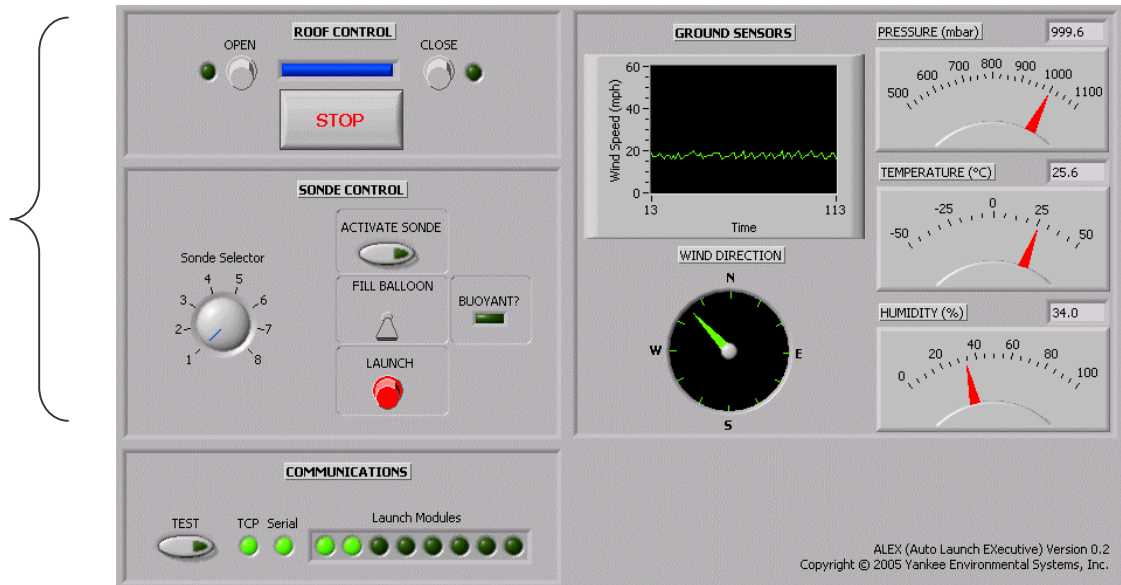 ROOF CONTROL
OPEN
CLOSE
STOP
SONDE CONTROL
Sonde Selector
1
2
3
4
5
6
7
8
ACTIVATE SONDE
FILL BALLOON
BUOYANT?
LAUNCH
COMMUNICATIONS
TEST
TCP Serial
Launch Modules
GROUND SENSORS
Wind Speed (mph)
60
40
20
0
13 113
Time
WIND DIRECTION
N
W E
S
PRESSURE (mbar) 999.6
500 600 700 800 900 1000 1100
TEMPERATURE (°C) 25.6
-50 -25 0 25 50
HUMIDITY (%) 34.0
0 20 40 60 80 100
ALEX (Auto Launch EXecutive) Version 0.2
Copyright © 2005 Yankee Environmental Systems, Inc.